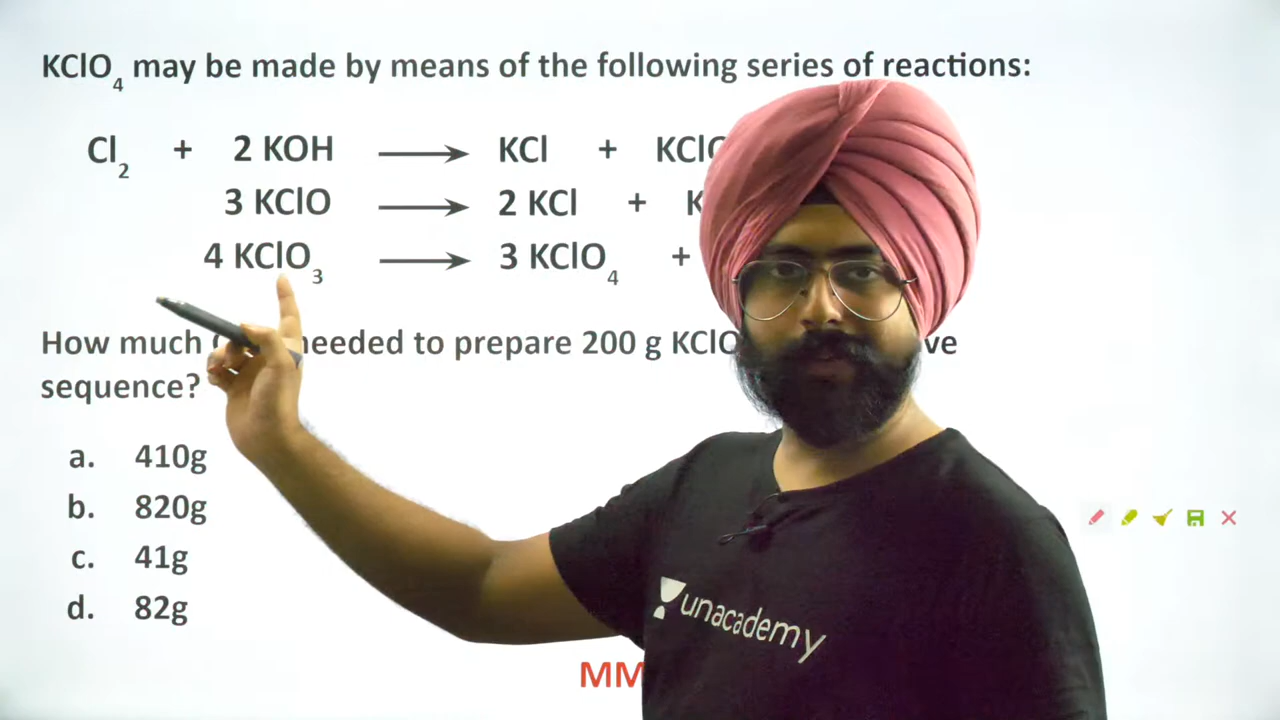 KClO₄ may be made by means of the following series of reactions:
Cl₂ + 2 KOH → KCl + KClO
3 KClO → 2 KCl + K
4 KClO₃ → 3 KClO₄ +
How much needed to prepare 200 g KClO ve
sequence?
a. 410g
b. 820g
c. 41g
d. 82g
unacademy
MM